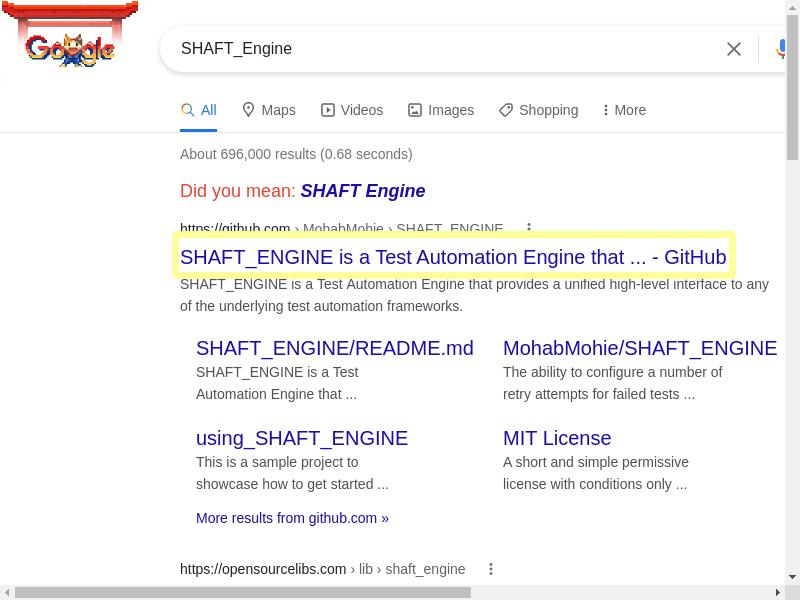 Google
SHAFT_Engine
All Maps Videos Images Shopping More
About 696,000 results (0.68 seconds)
Did you mean: SHAFT Engine
https://github.com › MohabMohie › SHAFT_ENGINE
SHAFT_ENGINE is a Test Automation Engine that ... - GitHub
SHAFT_ENGINE is a Test Automation Engine that provides a unified high-level interface to any
of the underlying test automation frameworks.
SHAFT_ENGINE/README.md
SHAFT_ENGINE is a Test
Automation Engine that ...
MohabMohie/SHAFT_ENGINE
The ability to configure a number of
retry attempts for failed tests ...
using_SHAFT_ENGINE
This is a sample project to
showcase how to get started ...
MIT License
A short and simple permissive
license with conditions only ...
More results from github.com »
https://opensourcelibs.com › lib › shaft_engine